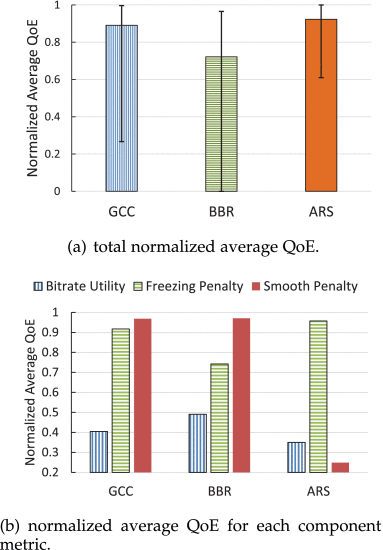 Normalized Average QoE
1
0.8
0.6
0.4
0.2
0
GCC BBR ARS
(a) total normalized average QoE.
Bitrate Utility Freezing Penalty Smooth Penalty
Normalized Average QoE
1
0.9
0.8
0.7
0.6
0.5
0.4
0.3
0.2
GCC BBR ARS
(b) normalized average QoE for each component
metric.